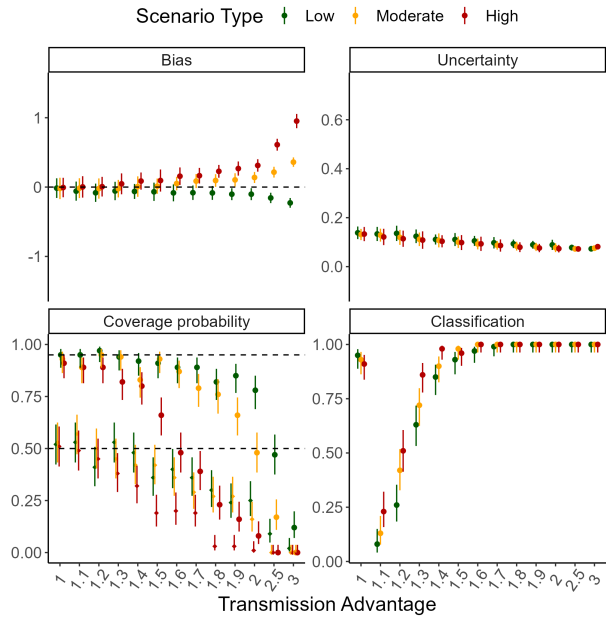 Scenario Type Low Moderate High
Bias Uncertainty
1
0
-1
0.6
0.4
0.2
0.0
Coverage probability Classification
1.00
0.75
0.50
0.25
0.00
1.00
0.75
0.50
0.25
0.00
1 1.1 1.2 1.3 1.4 1.5 1.6 1.7 1.8 1.9 2 2.5 3
1 1.1 1.2 1.3 1.4 1.5 1.6 1.7 1.8 1.9 2 2.5 3
Transmission Advantage